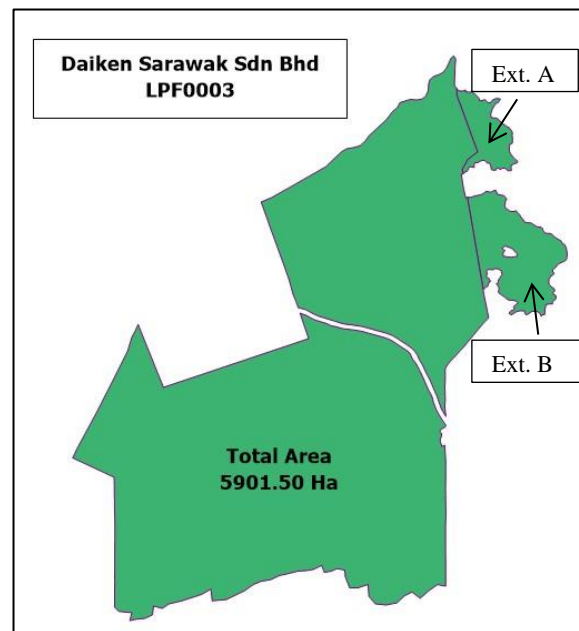 Daiken Sarawak Sdn Bhd
LPF0003
Ext. A
Ext. B
Total Area
5901.50 Ha